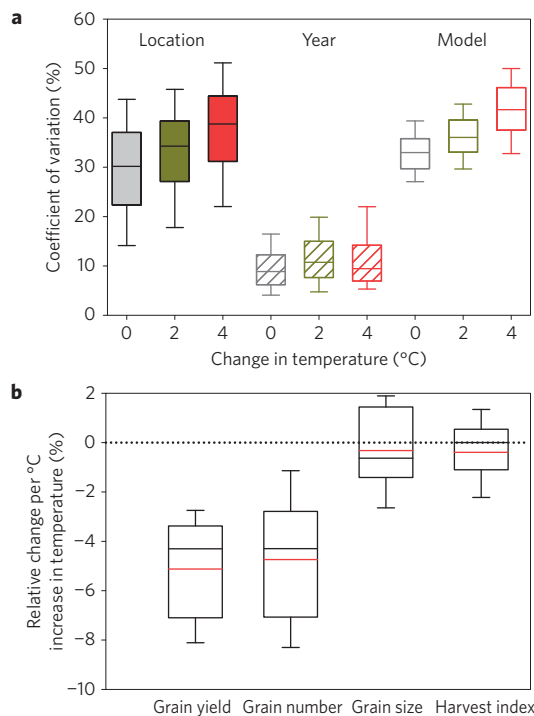 a
Location Year Model
60
50
40
30
20
10
0
Coefficient of variation (%)
0 2 4 0 2 4 0 2 4
Change in temperature (°C)
b
2
0
−2
−4
−6
−8
−10
Relative change per °C
increase in temperature (%)
Grain yield Grain number Grain size Harvest index